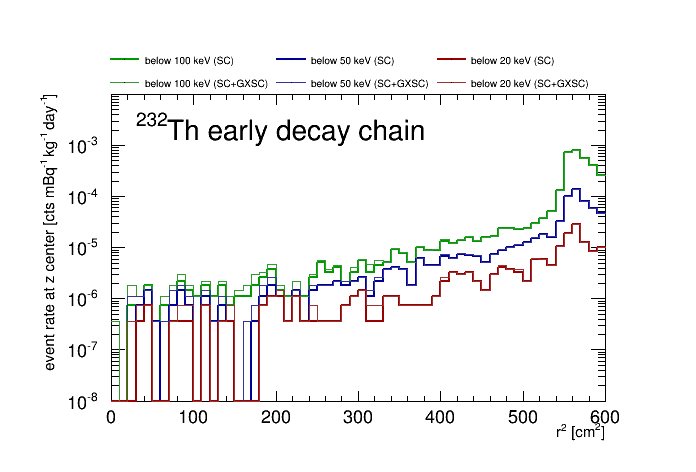 below 100 keV (SC) below 50 keV (SC) below 20 keV (SC)
below 100 keV (SC+GXSC) below 50 keV (SC+GXSC) below 20 keV (SC+GXSC)
²³²Th early decay chain
event rate at z center [cts mBq⁻¹ kg⁻¹ day⁻¹]
10⁻³
10⁻⁴
10⁻⁵
10⁻⁶
10⁻⁷
10⁻⁸
0 100 200 300 400 500 600
r² [cm²]